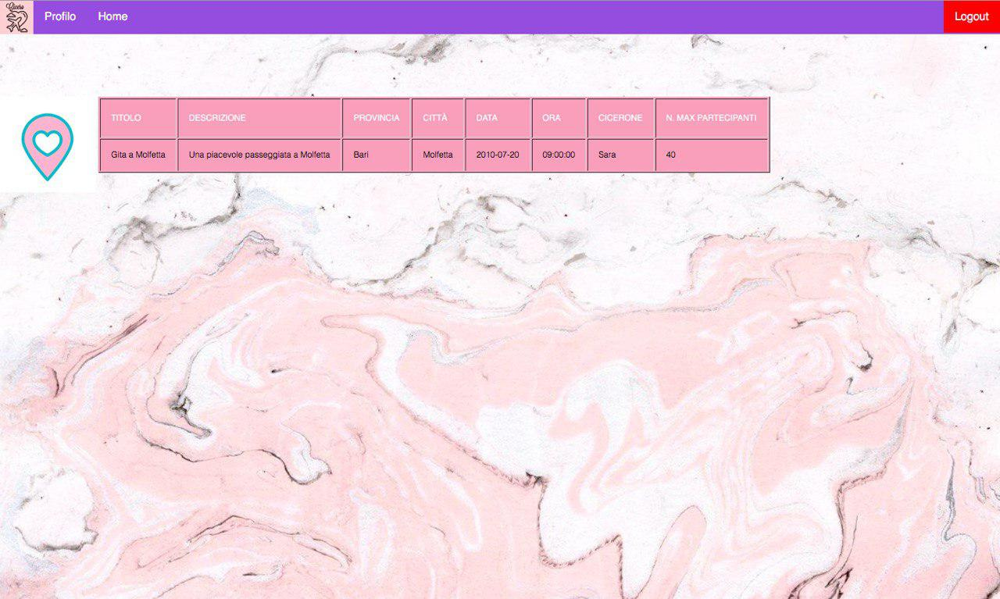 Cicero
Profilo Home Logout
TITOLO DESCRIZIONE PROVINCIA CITTÀ DATA ORA CICERONE N. MAX PARTECIPANTI
Gita a Molfetta Una piacevole passeggiata a Molfetta Bari Molfetta 2010-07-20 09:00:00 Sara 40